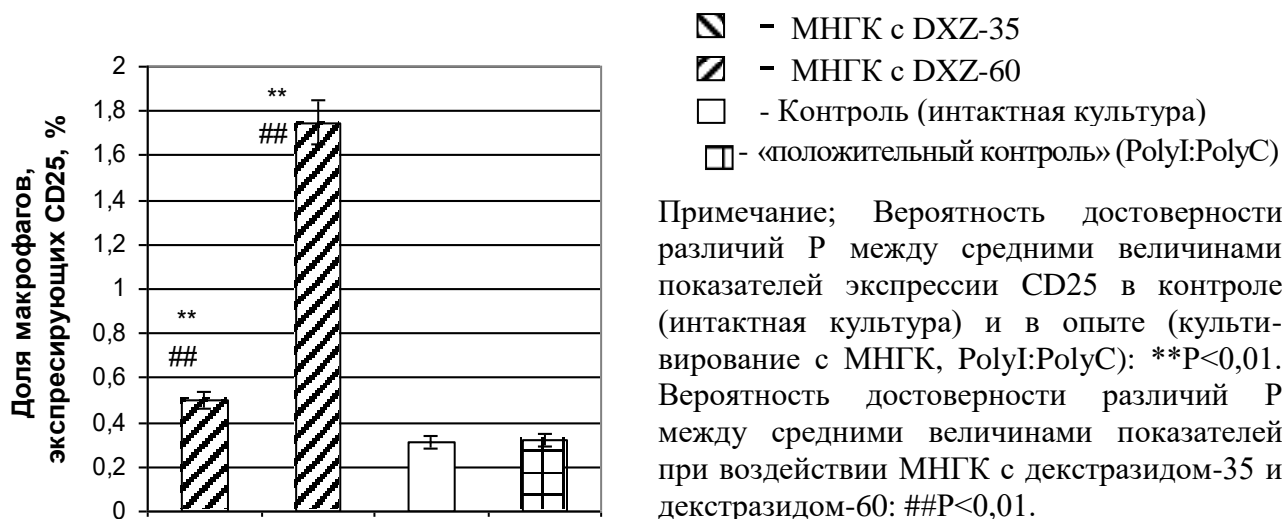 Доля макрофагов,
экспресирующих CD25, %
2
1,8
1,6
1,4
1,2
1
0,8
0,6
0,4
0,2
0
**
##
**
##
- МНГК с DXZ-35
- МНГК с DXZ-60
- Контроль (интактная культура)
- «положительный контроль» (PolyI:PolyC)
Примечание; Вероятность достоверности
различий Р между средними величинами
показателей экспрессии CD25 в контроле
(интактная культура) и в опыте (культи-
вирование с МНГК, PolyI:PolyC): **P<0,01.
Вероятность достоверности различий Р
между средними величинами показателей
при воздействии МНГК с декстразидом-35 и
декстразидом-60: ##P<0,01.